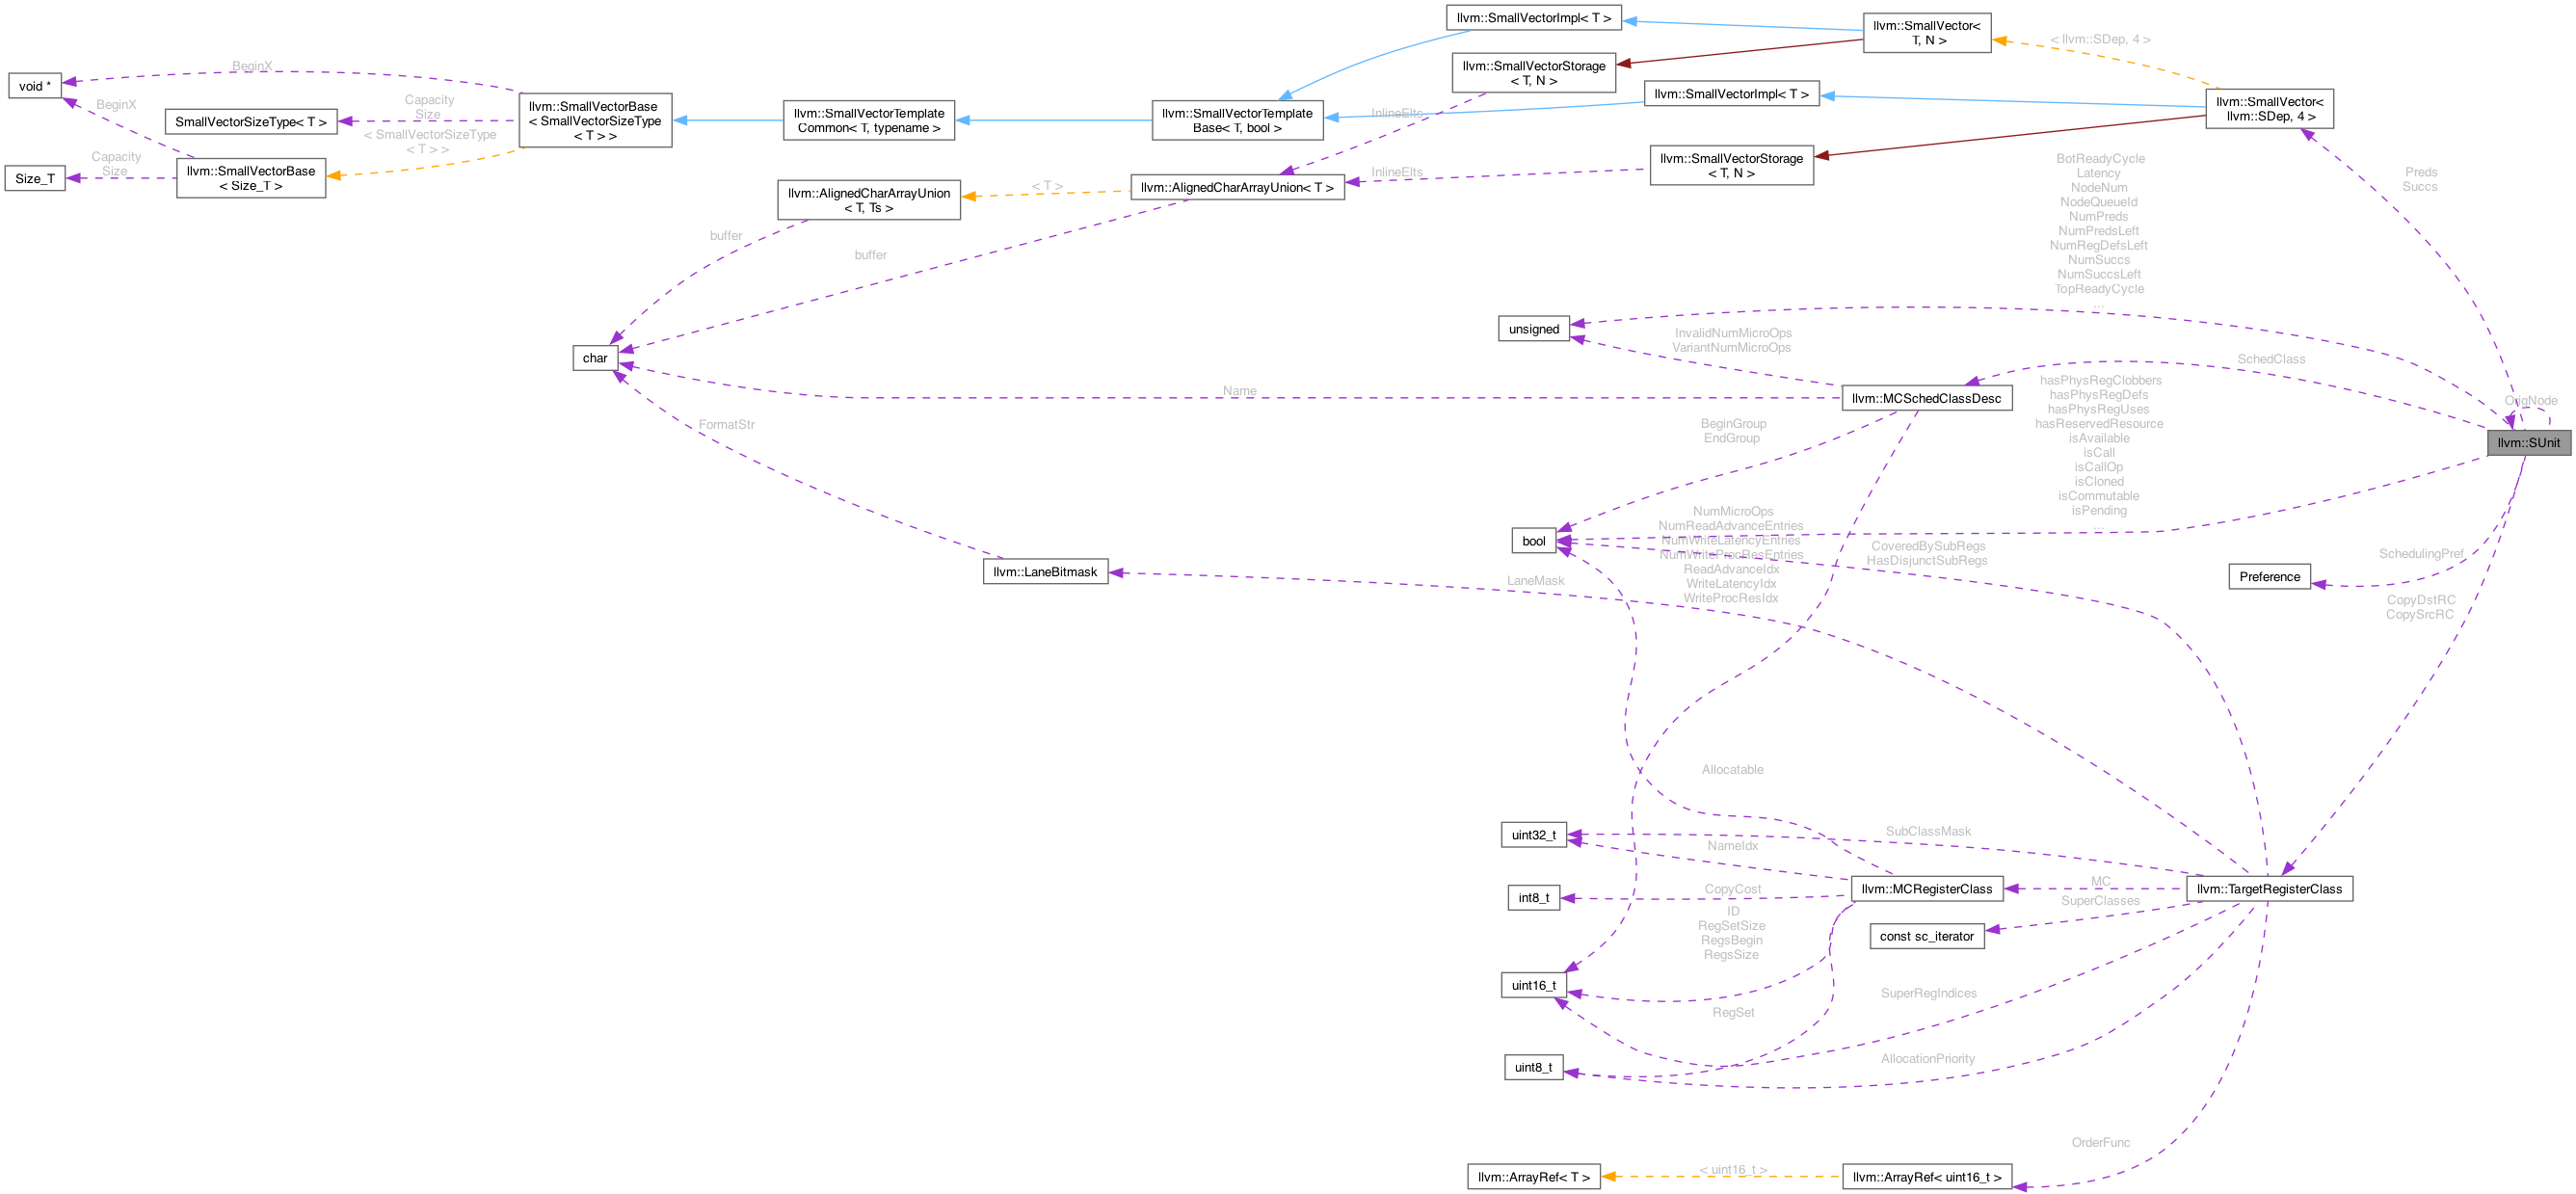 llvm::SmallVectorImpl< T >
llvm::SmallVector<
T, N >
< llvm::SDep, 4 >
void *
BeginX
BeginX
SmallVectorSizeType< T >
Capacity
Size
< SmallVectorSizeType
< T > >
llvm::SmallVectorBase
< SmallVectorSizeType
< T > >
llvm::SmallVectorTemplate
Common< T, typename >
llvm::SmallVectorTemplate
Base< T, bool >
llvm::SmallVectorStorage
< T, N >
InlineElts
llvm::SmallVectorImpl< T >
llvm::SmallVector<
llvm::SDep, 4 >
Size_T
Capacity
Size
llvm::SmallVectorBase
< Size_T >
llvm::AlignedCharArrayUnion
< T, Ts >
< T >
llvm::AlignedCharArrayUnion< T >
InlineElts
llvm::SmallVectorStorage
< T, N >
Preds
Succs
BotReadyCycle
Latency
NodeNum
NodeQueueId
NumPreds
NumPredsLeft
NumRegDefsLeft
NumSuccs
NumSuccsLeft
TopReadyCycle
...
buffer
buffer
char
unsigned
InvalidNumMicroOps
VariantNumMicroOps
SchedClass
Name
llvm::MCSchedClassDesc
hasPhysRegClobbers
hasPhysRegDefs
hasPhysRegUses
hasReservedResource
isAvailable
isCall
isCallOp
isCloned
isCommutable
isPending
...
OrigNode
llvm::SUnit
FormatStr
BeginGroup
EndGroup
bool
NumMicroOps
NumReadAdvanceEntries
NumWriteLatencyEntries
NumWriteProcResEntries
ReadAdvanceIdx
WriteLatencyIdx
WriteProcResIdx
CoveredBySubRegs
HasDisjunctSubRegs
llvm::LaneBitmask
LaneMask
SchedulingPref
Preference
CopyDstRC
CopySrcRC
Allocatable
uint32_t
SubClassMask
NameIdx
int8_t
CopyCost
llvm::MCRegisterClass
MC
llvm::TargetRegisterClass
SuperClasses
const sc_iterator
ID
RegSetSize
RegsBegin
RegsSize
uint16_t
SuperRegIndices
RegSet
uint8_t
AllocationPriority
OrderFunc
llvm::ArrayRef< T >
< uint16_t >
llvm::ArrayRef< uint16_t >